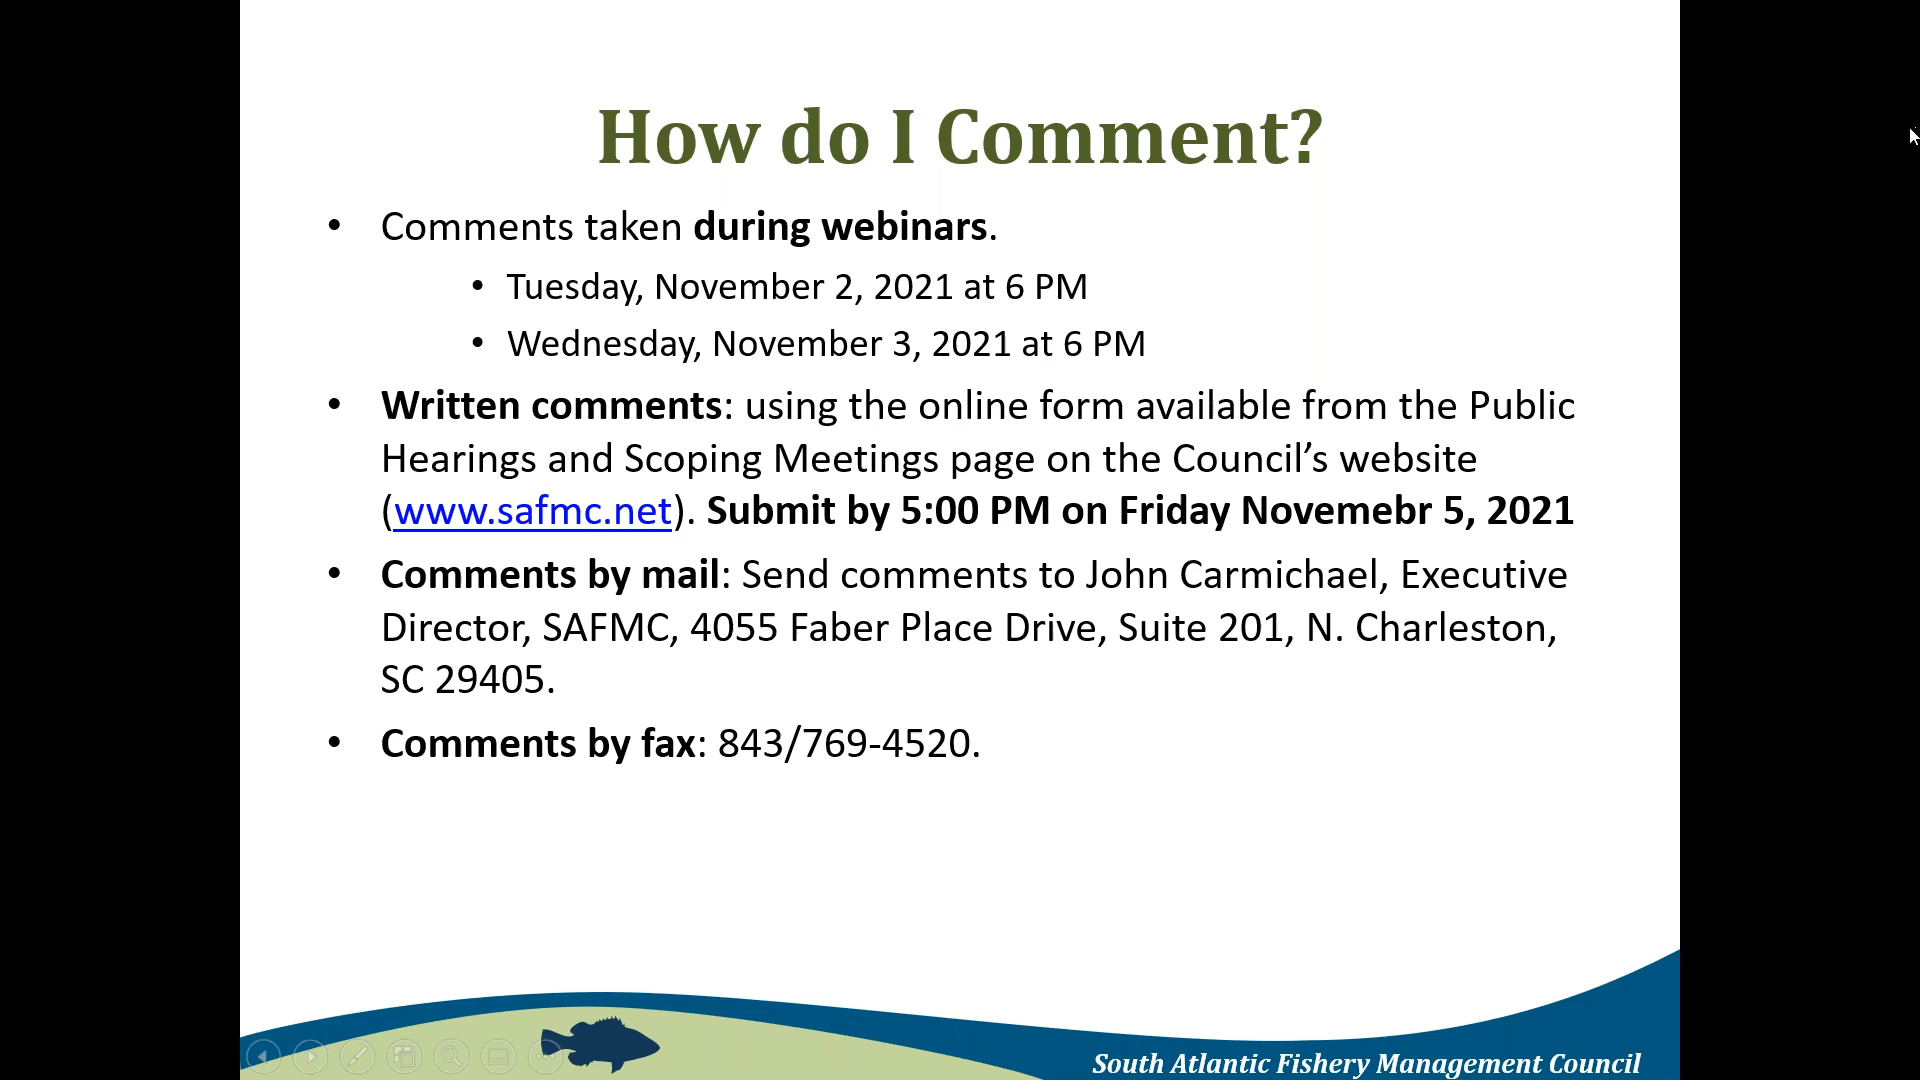 How do I Comment?
• Comments taken during webinars.
• Tuesday, November 2, 2021 at 6 PM
• Wednesday, November 3, 2021 at 6 PM
• Written comments: using the online form available from the Public
Hearings and Scoping Meetings page on the Council’s website
(www.safmc.net). Submit by 5:00 PM on Friday Novemebr 5, 2021
• Comments by mail: Send comments to John Carmichael, Executive
Director, SAFMC, 4055 Faber Place Drive, Suite 201, N. Charleston,
SC 29405.
• Comments by fax: 843/769-4520.
South Atlantic Fishery Management Council